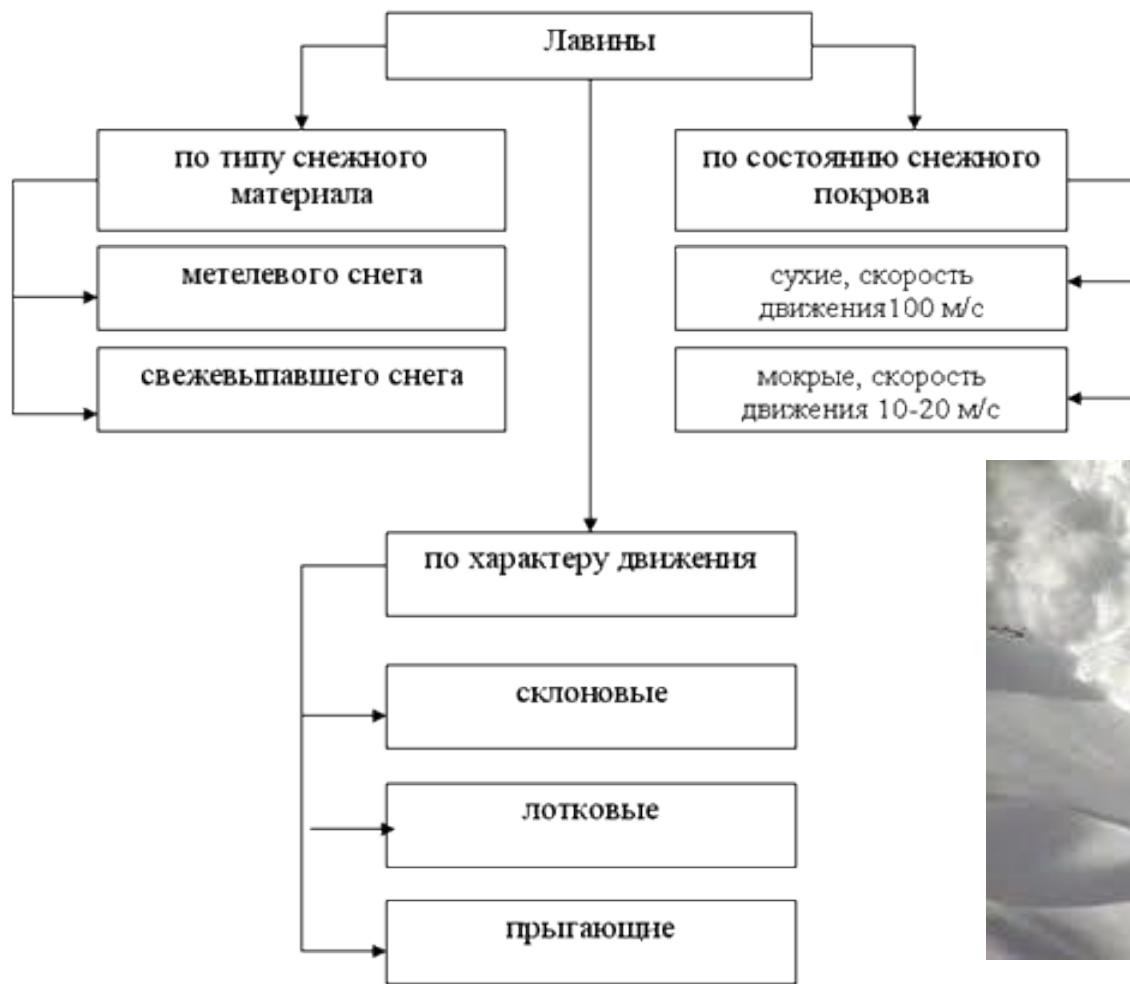 Лавины
по типу снежного
материала
метелевого снега
свежевыпавшего снега
по состоянию снежного
покрова
сухие, скорость
движения100 м/с
мокрые, скорость
движения 10-20 м/с
по характеру движения
склоновые
лотковые
прыгающие